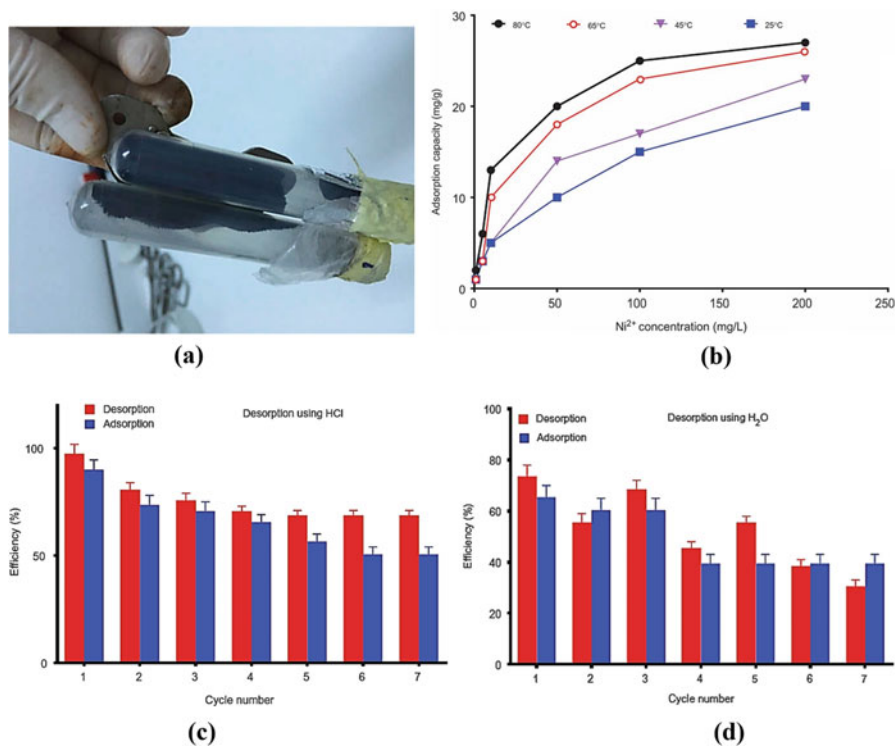 80°C
65°C
45°C
25°C
30
20
10
0
Adsorption capacity (mg/g)
0
50
100
150
200
250
Ni²⁺ concentration (mg/L)
(a)
(b)
Desorption
Adsorption
Desorption using HCl
100
50
0
Efficiency (%)
1
2
3
4
5
6
7
Cycle number
(c)
Desorption
Adsorption
Desorption using H₂O
100
80
60
40
20
0
Efficiency (%)
1
2
3
4
5
6
7
Cycle number
(d)